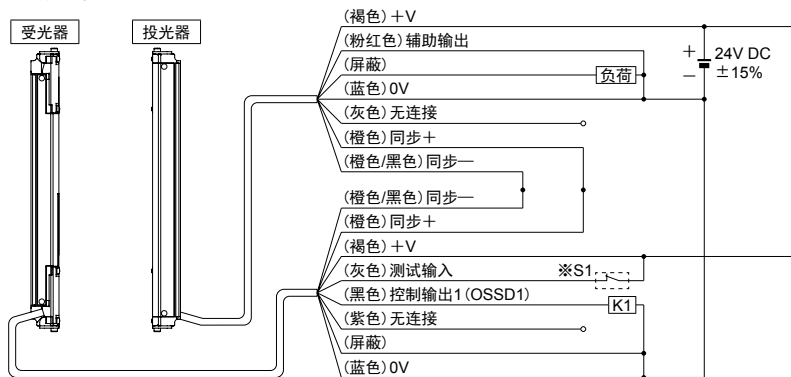 受光器
投光器
(褐色)+V
(粉红色)辅助输出
(屏蔽)
负荷
(蓝色)0V
(灰色)无连接
(橙色)同步+
(橙色/黑色)同步—
+
—
24V DC
±15%
(橙色/黑色)同步—
(橙色)同步+
(褐色)+V
(灰色)测试输入
※S1
(黑色)控制输出1(OSSD1)
K1
(紫色)无连接
(屏蔽)
(蓝色)0V